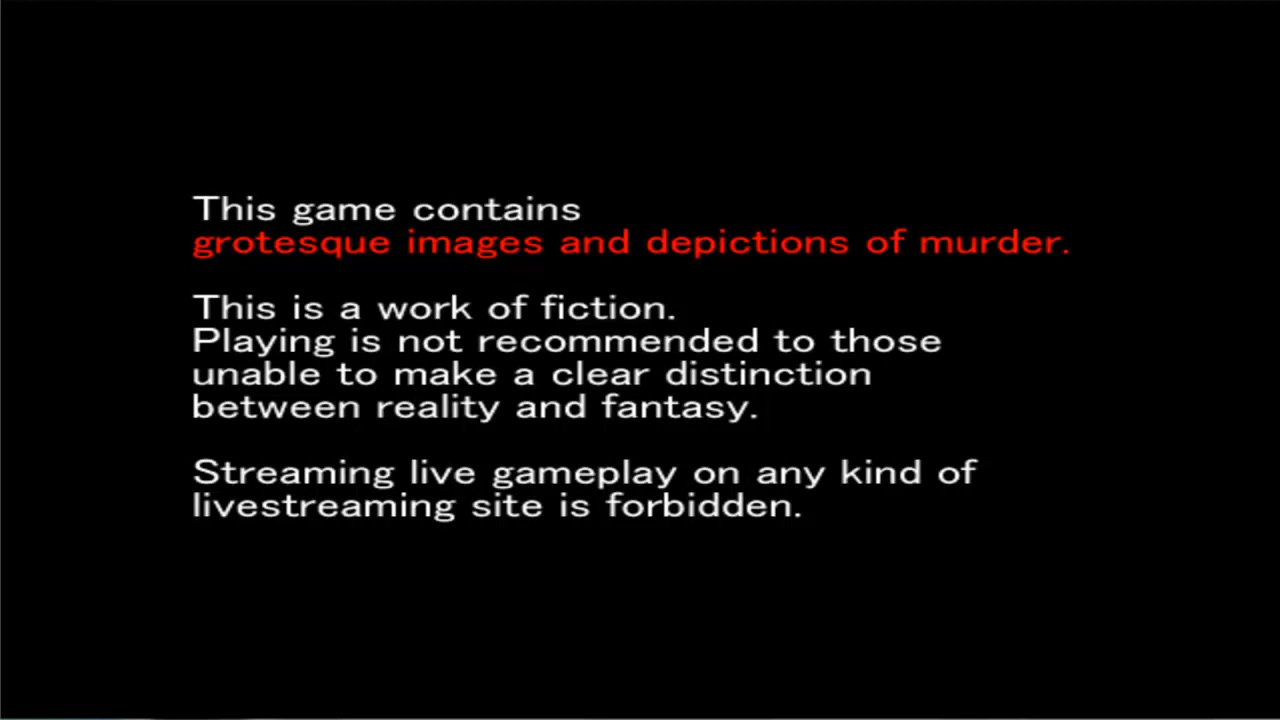 This game contains
grotesque images and depictions of murder.
This is a work of fiction.
Playing is not recommended to those
unable to make a clear distinction
between reality and fantasy.
Streaming live gameplay on any kind of
livestreaming site is forbidden.